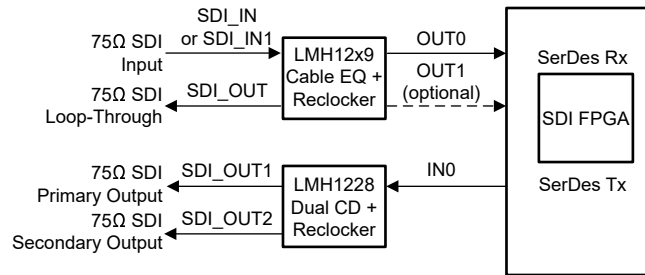 75Ω SDI
Input
SDI_IN
or SDI_IN1
LMH12x9
Cable EQ +
Reclocker
OUT0
OUT1
(optional)
75Ω SDI
Loop-Through
SDI_OUT
SerDes Rx
SDI FPGA
SerDes Tx
75Ω SDI
Primary Output
SDI_OUT1
LMH1228
Dual CD +
Reclocker
IN0
75Ω SDI
Secondary Output
SDI_OUT2